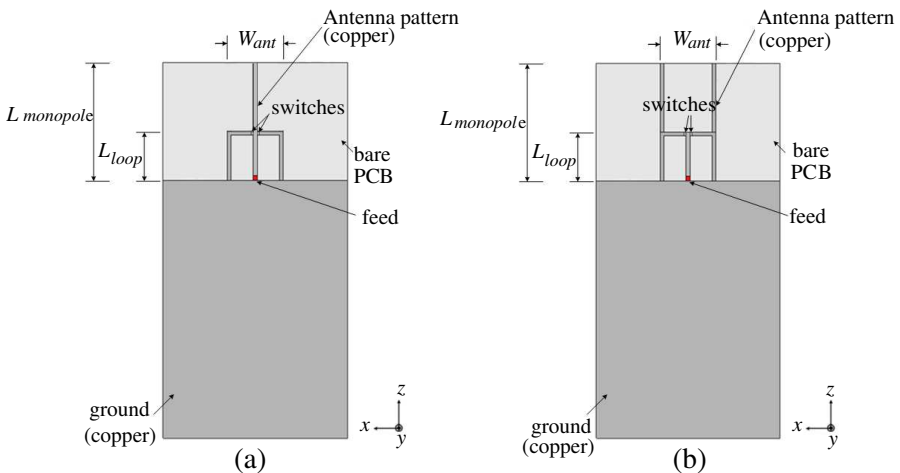 Antenna pattern
(copper)
W_ant
L_monopole
switches
L_loop
bare
PCB
feed
ground
(copper)
z
x
y
(a)
Antenna pattern
(copper)
W_ant
L_monopole
switches
L_loop
bare
PCB
feed
ground
(copper)
z
x
y
(b)